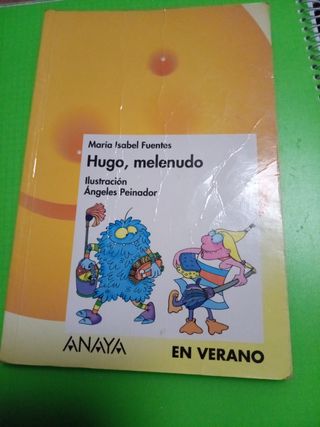 María Isabel Fuentes
Hugo, melenudo
Ilustración
Ángeles Peinador
ANAYA
EN VERANO